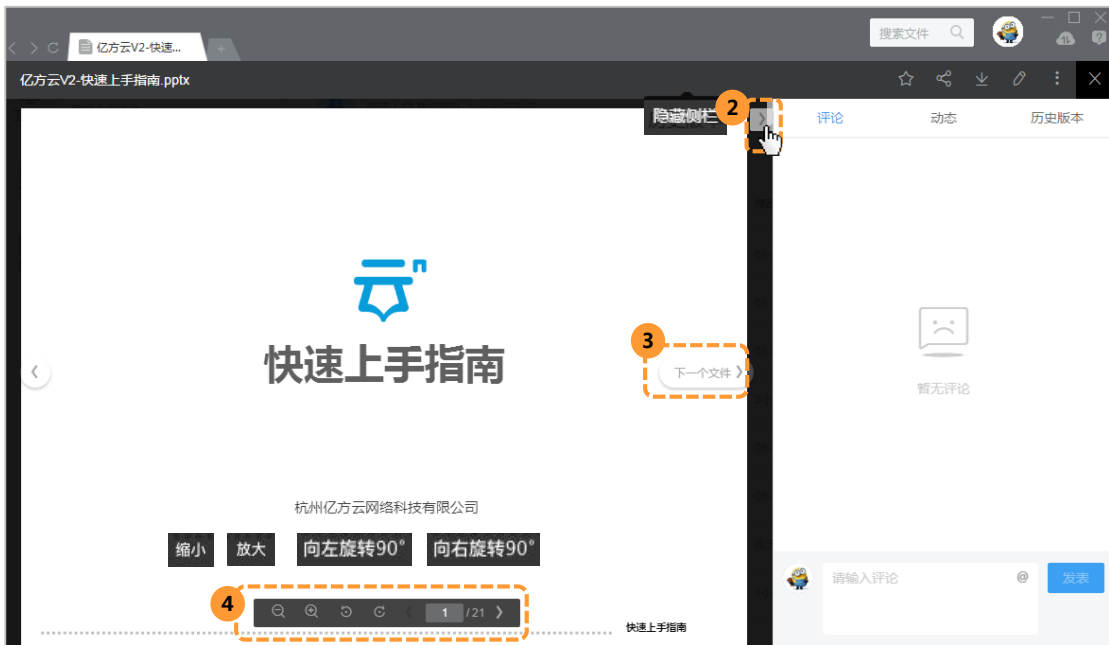 亿方云V2-快速...
搜索文件
亿方云V2-快速上手指南.pptx
隐藏侧栏
2
评论
动态
历史版本
快速上手指南
3
下一个文件
暂无评论
杭州亿方云网络科技有限公司
缩小
放大
向左旋转90°
向右旋转90°
请输入评论
@
发表
4
1 /21
快速上手指南